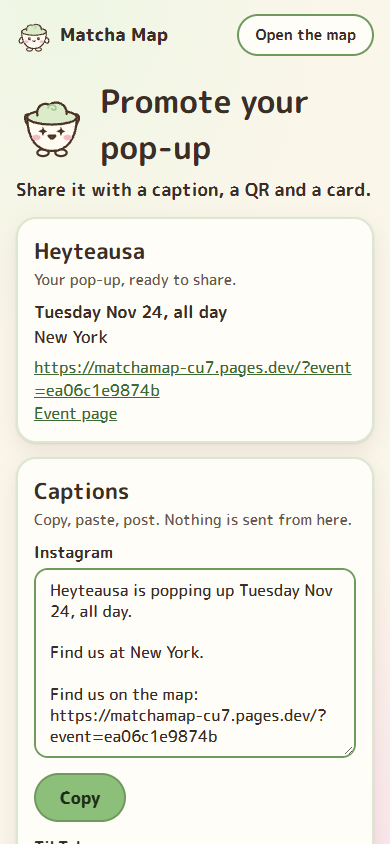 Matcha Map
Open the map
Promote your
pop-up
Share it with a caption, a QR and a card.
Heyteausa
Your pop-up, ready to share.
Tuesday Nov 24, all day
New York
https://matchamap-cu7.pages.dev/?event
=ea06c1e9874b
Event page
Captions
Copy, paste, post. Nothing is sent from here.
Instagram
Heyteausa is popping up Tuesday Nov
24, all day.
Find us at New York.
Find us on the map:
https://matchamap-cu7.pages.dev/?
event=ea06c1e9874b
Copy